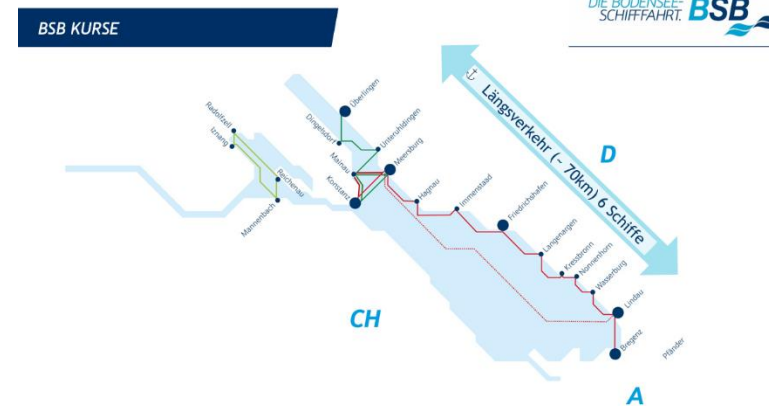 BSB KURSE
DIE BODENSEE-
SCHIFFFAHRT. BSB
Längsverkehr (~ 70km) 6 Schiffe
D
Überlingen
Radolfzell
Iznang
Dingelsdorf
Unteruhldingen
Mainau
Meersburg
Reichenau
Konstanz
Mannenbach
Hagnau
Immenstaad
Friedrichshafen
Langenargen
Kressbronn
Nonnenhorn
Wasserburg
Lindau
CH
Bregenz
Pfänder
A